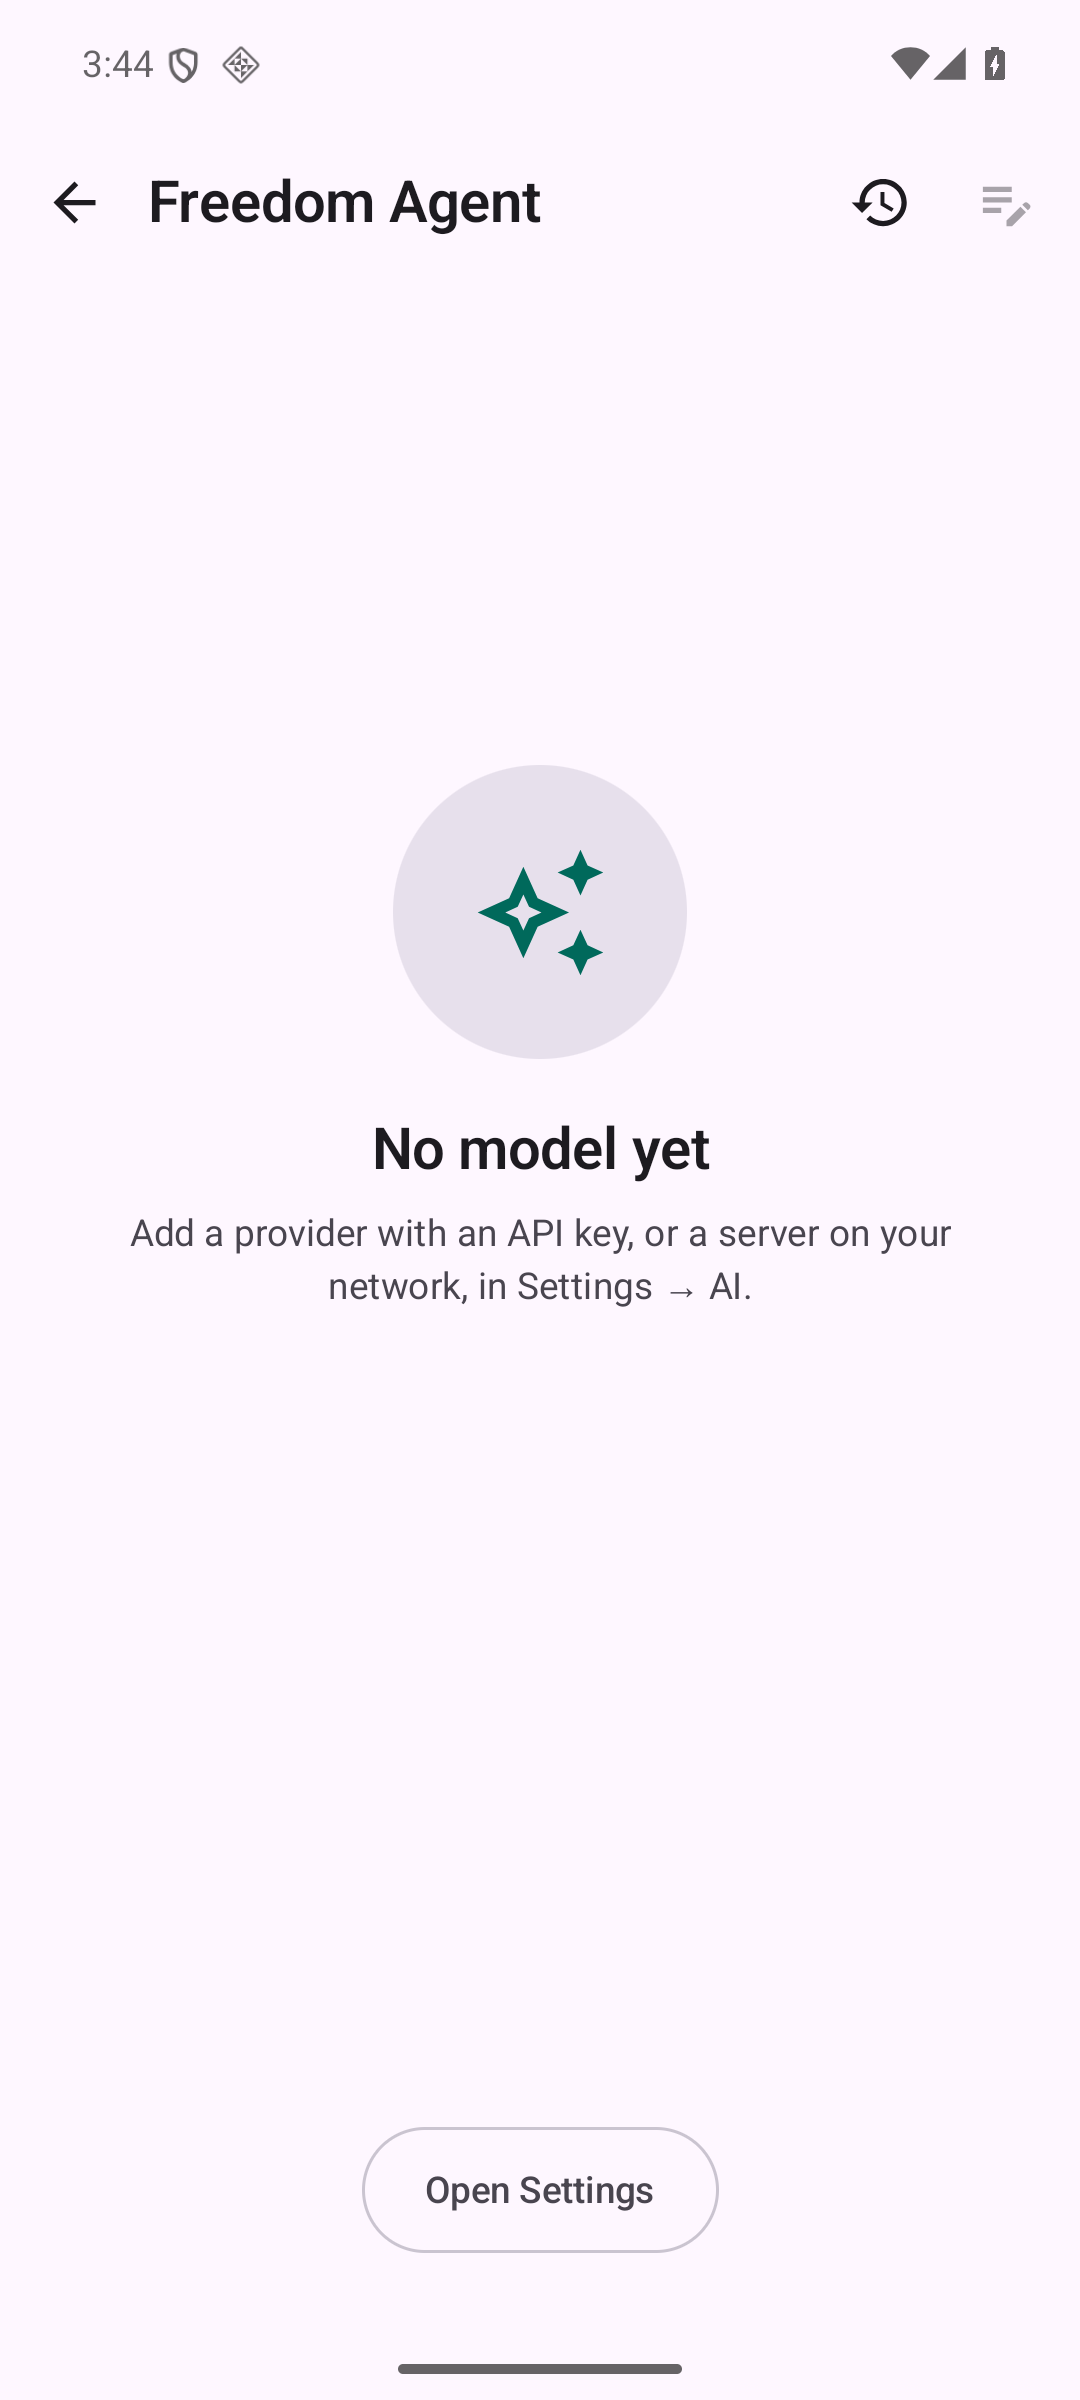 3:44
Freedom Agent
No model yet
Add a provider with an API key, or a server on your
network, in Settings → AI.
Open Settings